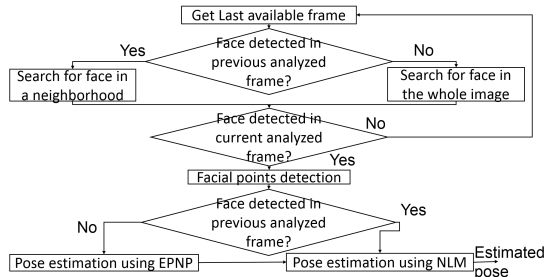 Get Last available frame
Yes
Face detected in
previous analyzed
frame?
No
Search for face in
a neighborhood
Search for face in
the whole image
Face detected in
current analyzed
frame?
No
Yes
Facial points detection
Face detected in
previous analyzed
frame?
No
Yes
Pose estimation using EPNP
Pose estimation using NLM
Estimated
pose